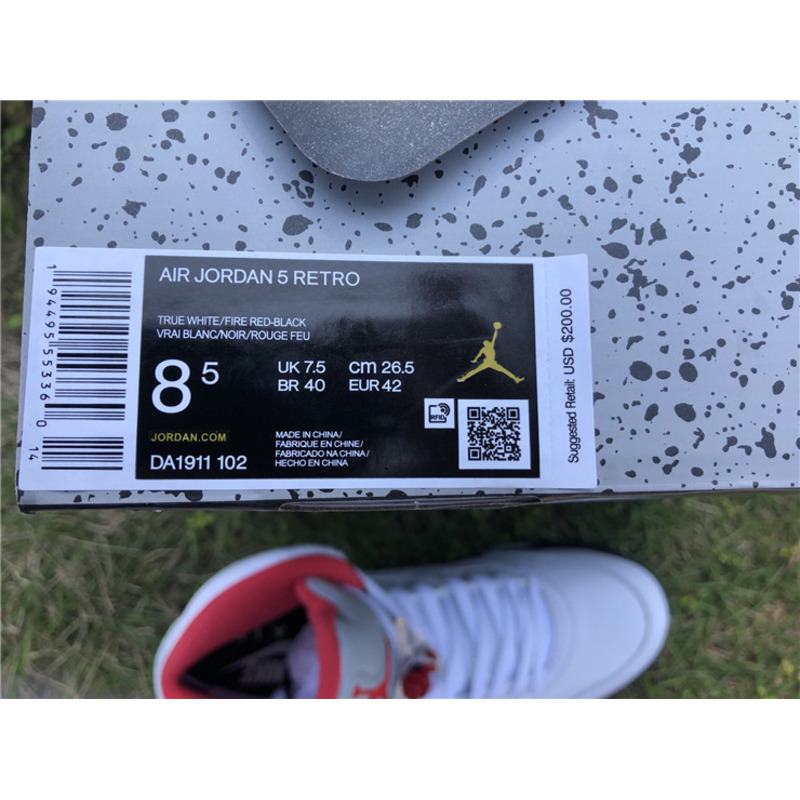 AIR JORDAN 5 RETRO
TRUE WHITE/FIRE RED-BLACK
VRAI BLANC/NOIR/ROUGE FEU
8 5
UK 7.5 cm 26.5
BR 40 EUR 42
RFID
JORDAN.COM
DA1911 102
MADE IN CHINA/
FABRIQUE EN CHINE/
FABRICADO NA CHINA/
HECHO EN CHINA
1 94495 55336 0 14
Suggested Retail: USD $200.00